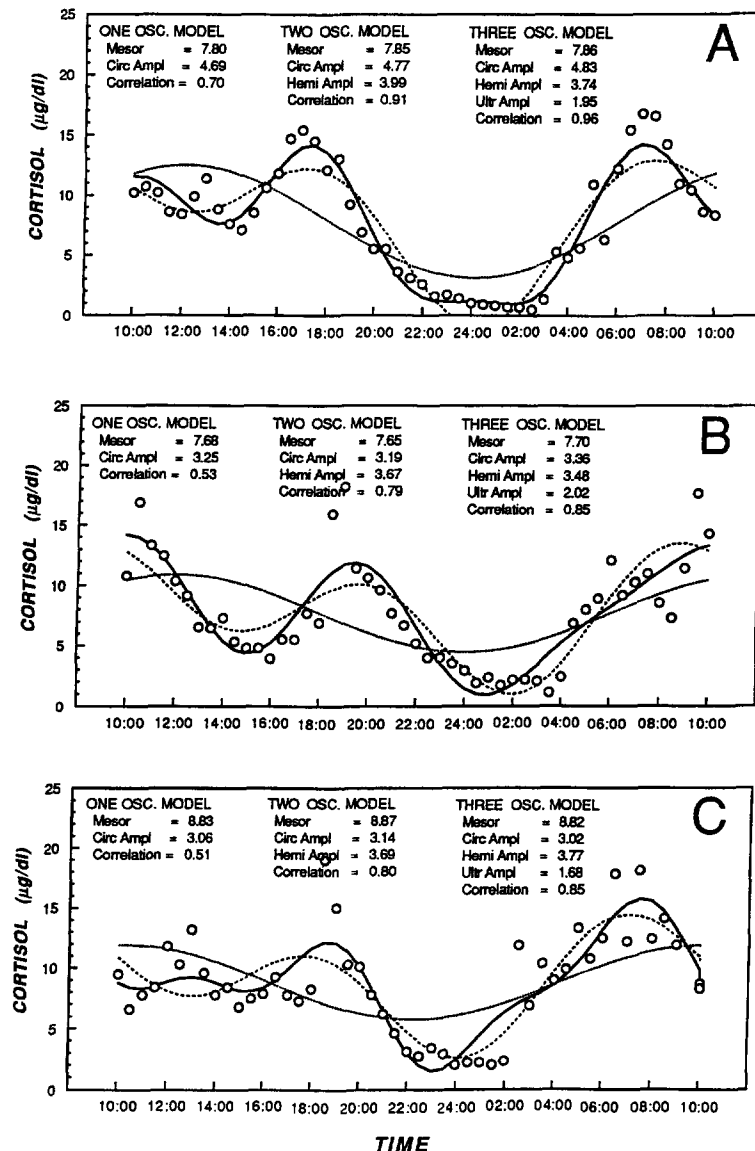 ONE OSC. MODEL
Mesor = 7.80
Circ Ampl = 4.69
Correlation = 0.70
TWO OSC. MODEL
Mesor = 7.85
Circ Ampl = 4.77
Hemi Ampl = 3.99
Correlation = 0.91
THREE OSC. MODEL
Mesor = 7.86
Circ Ampl = 4.83
Hemi Ampl = 3.74
Ultr Ampl = 1.95
Correlation = 0.96
A
CORTISOL (µg/dl)
25
20
15
10
5
0
10:00 12:00 14:00 16:00 18:00 20:00 22:00 24:00 02:00 04:00 06:00 08:00 10:00
ONE OSC. MODEL
Mesor = 7.68
Circ Ampl = 3.25
Correlation = 0.53
TWO OSC. MODEL
Mesor = 7.65
Circ Ampl = 3.19
Hemi Ampl = 3.67
Correlation = 0.79
THREE OSC. MODEL
Mesor = 7.70
Circ Ampl = 3.36
Hemi Ampl = 3.48
Ultr Ampl = 2.02
Correlation = 0.85
B
CORTISOL (µg/dl)
25
20
15
10
5
0
10:00 12:00 14:00 16:00 18:00 20:00 22:00 24:00 02:00 04:00 06:00 08:00 10:00
ONE OSC. MODEL
Mesor = 8.83
Circ Ampl = 3.06
Correlation = 0.51
TWO OSC. MODEL
Mesor = 8.87
Circ Ampl = 3.14
Hemi Ampl = 3.69
Correlation = 0.80
THREE OSC. MODEL
Mesor = 8.82
Circ Ampl = 3.02
Hemi Ampl = 3.77
Ultr Ampl = 1.68
Correlation = 0.85
C
CORTISOL (µg/dl)
25
20
15
10
5
0
10:00 12:00 14:00 16:00 18:00 20:00 22:00 24:00 02:00 04:00 06:00 08:00 10:00
TIME